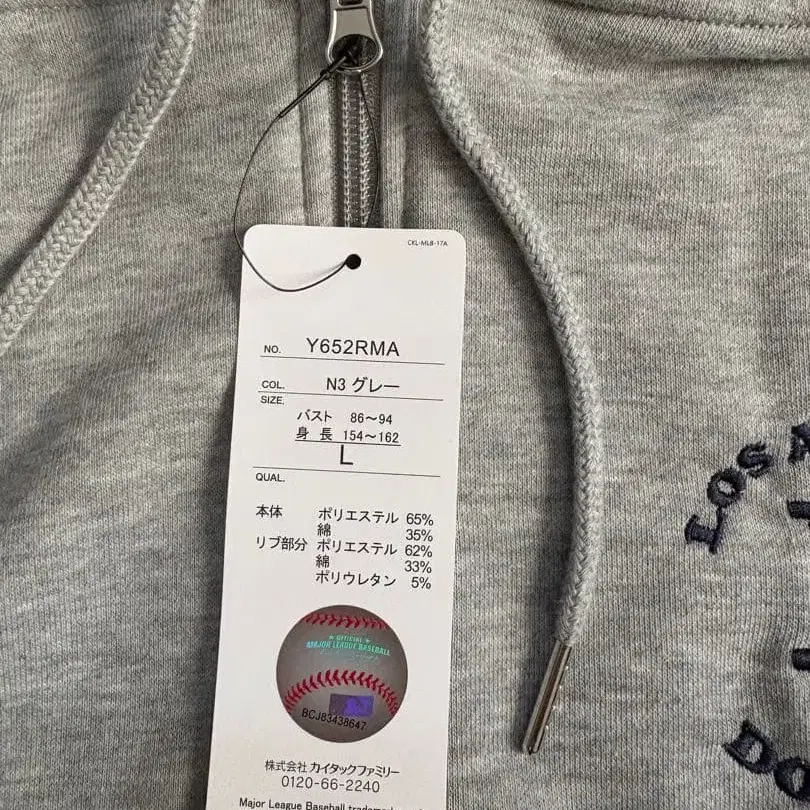 CKL-MLB-17A
NO. Y652RMA
COL. N3 グレー
SIZE.
バスト 86〜94
身長 154〜162
L
QUAL.
本体 ポリエステル 65%
綿 35%
リブ部分 ポリエステル 62%
綿 33%
ポリウレタン 5%
OFFICIAL
MAJOR LEAGUE BASEBALL
BCJ83438647
株式会社 カイタックファミリー
0120-66-2240
Major League Baseball
LOS
DO